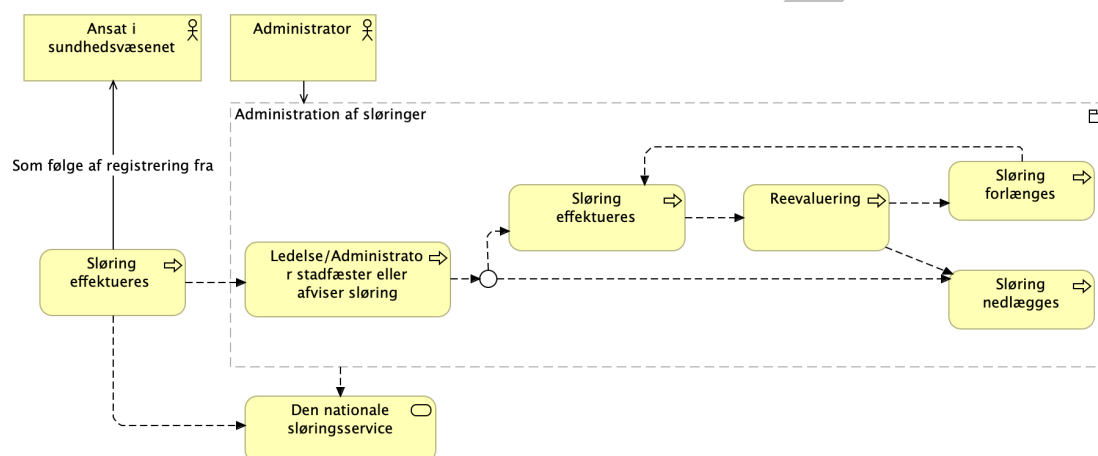 Ansat i
sundhedsvæsenet
Administrator
Administration af sløringer
Som følge af registrering fra
Sløring
effektueres
Ledelse/Administrato
r stadfæster eller
afviser sløring
Sløring
effektueres
Reevaluering
Sløring
forlænges
Sløring
nedlægges
Den nationale
sløringsservice